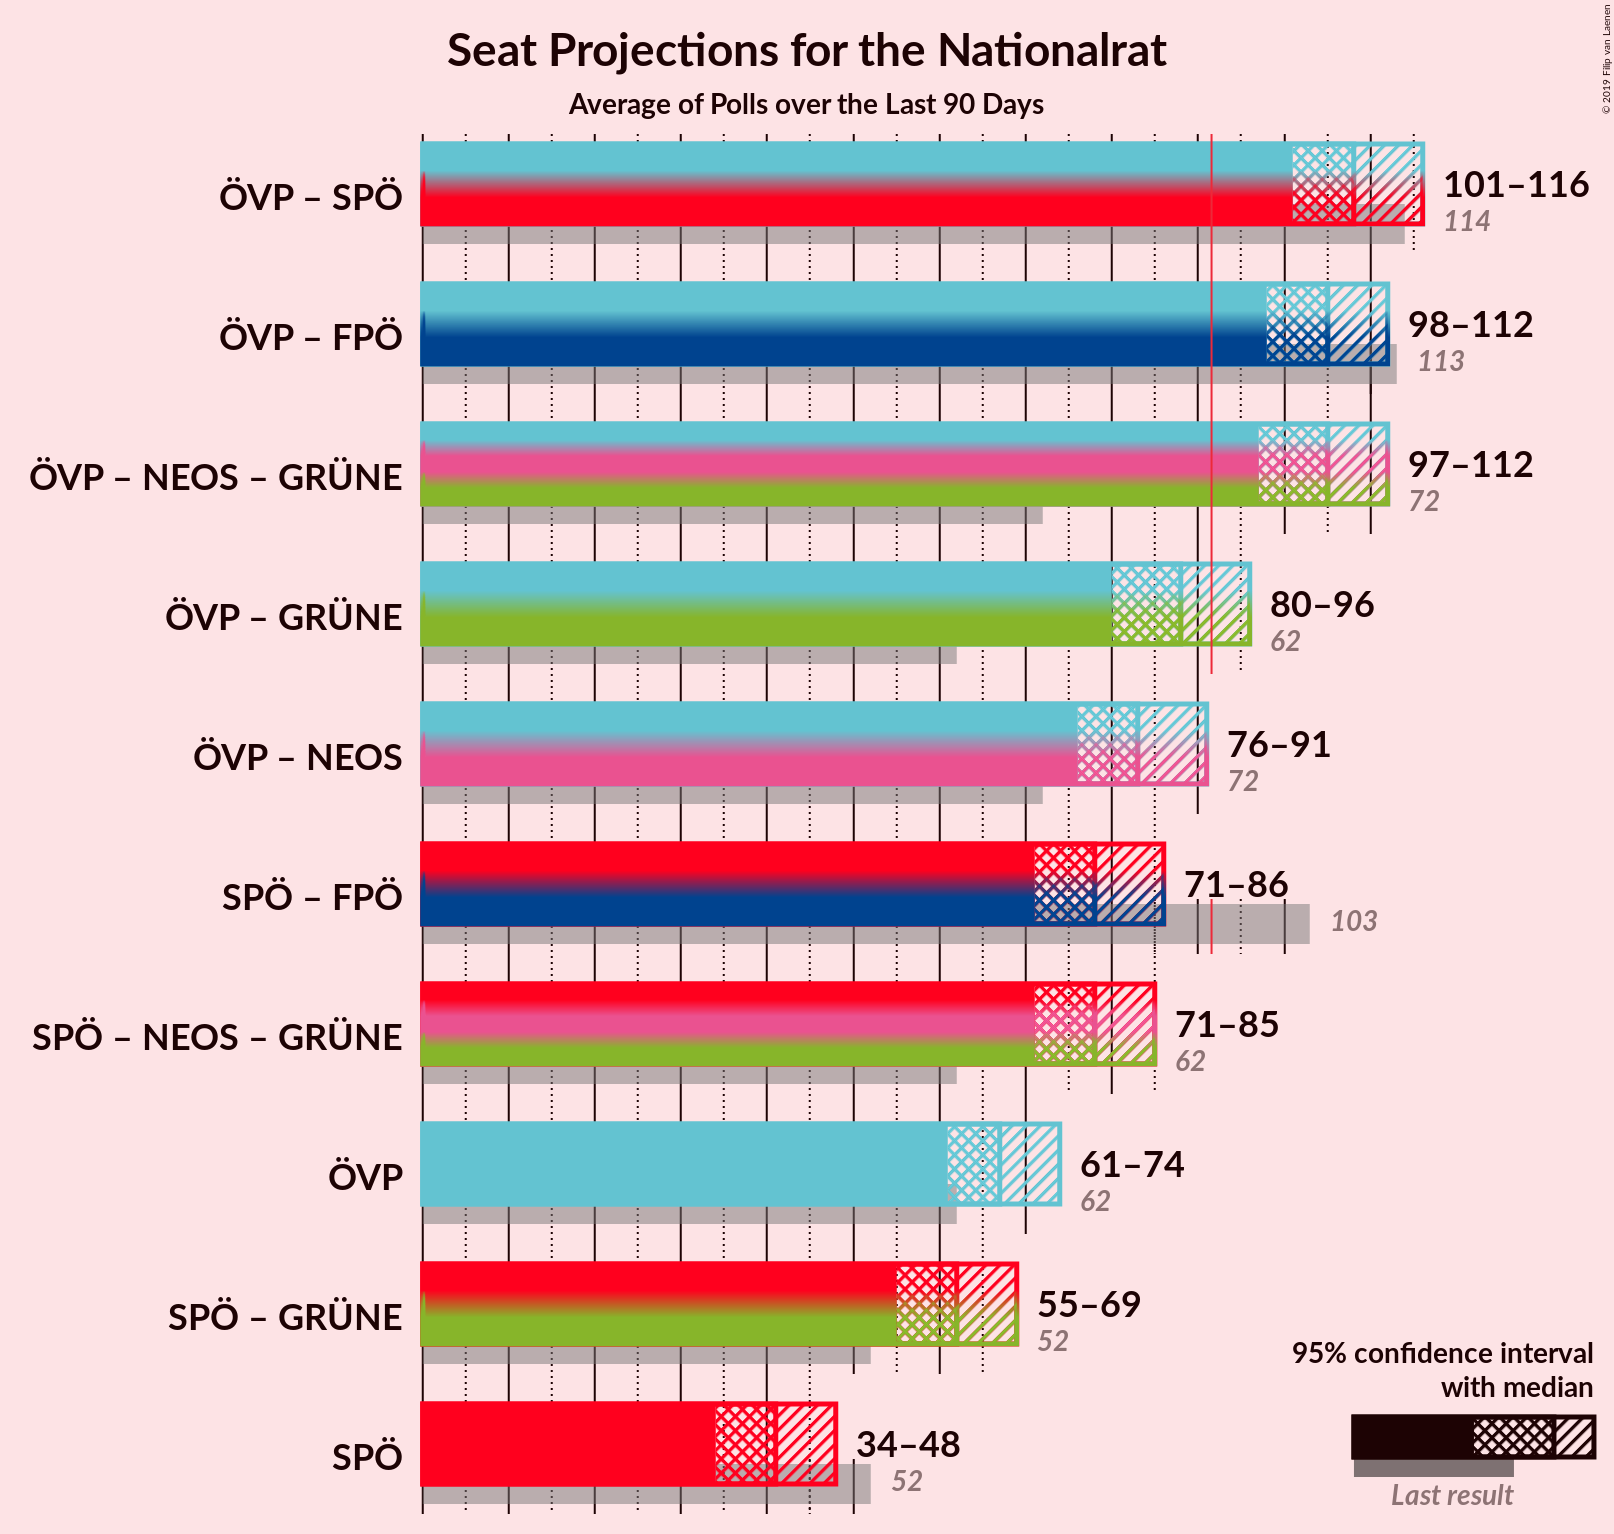 Seat Projections for the Nationalrat
Average of Polls over the Last 90 Days
© 2019 Filip van Laenen
ÖVP – SPÖ
101–116
114
ÖVP – FPÖ
98–112
113
ÖVP – NEOS – GRÜNE
97–112
72
ÖVP – GRÜNE
80–96
62
ÖVP – NEOS
76–91
72
SPÖ – FPÖ
71–86
103
SPÖ – NEOS – GRÜNE
71–85
62
ÖVP
61–74
62
SPÖ – GRÜNE
55–69
52
SPÖ
34–48
52
95% confidence interval
with median
Last result